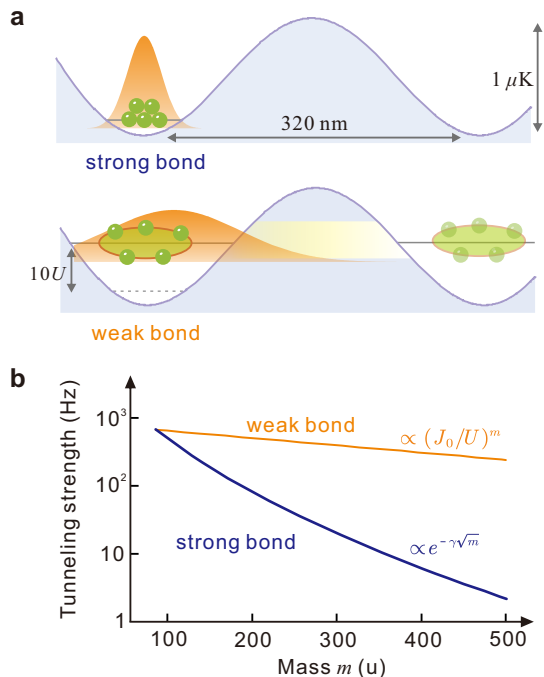 a
1 μK
320 nm
strong bond
10U
weak bond
b
Tunneling strength (Hz)
10³
10²
10
1
weak bond
∝ (J₀/U)ᵐ
strong bond
∝e^{-γ√m}
100 200 300 400 500
Mass m (u)